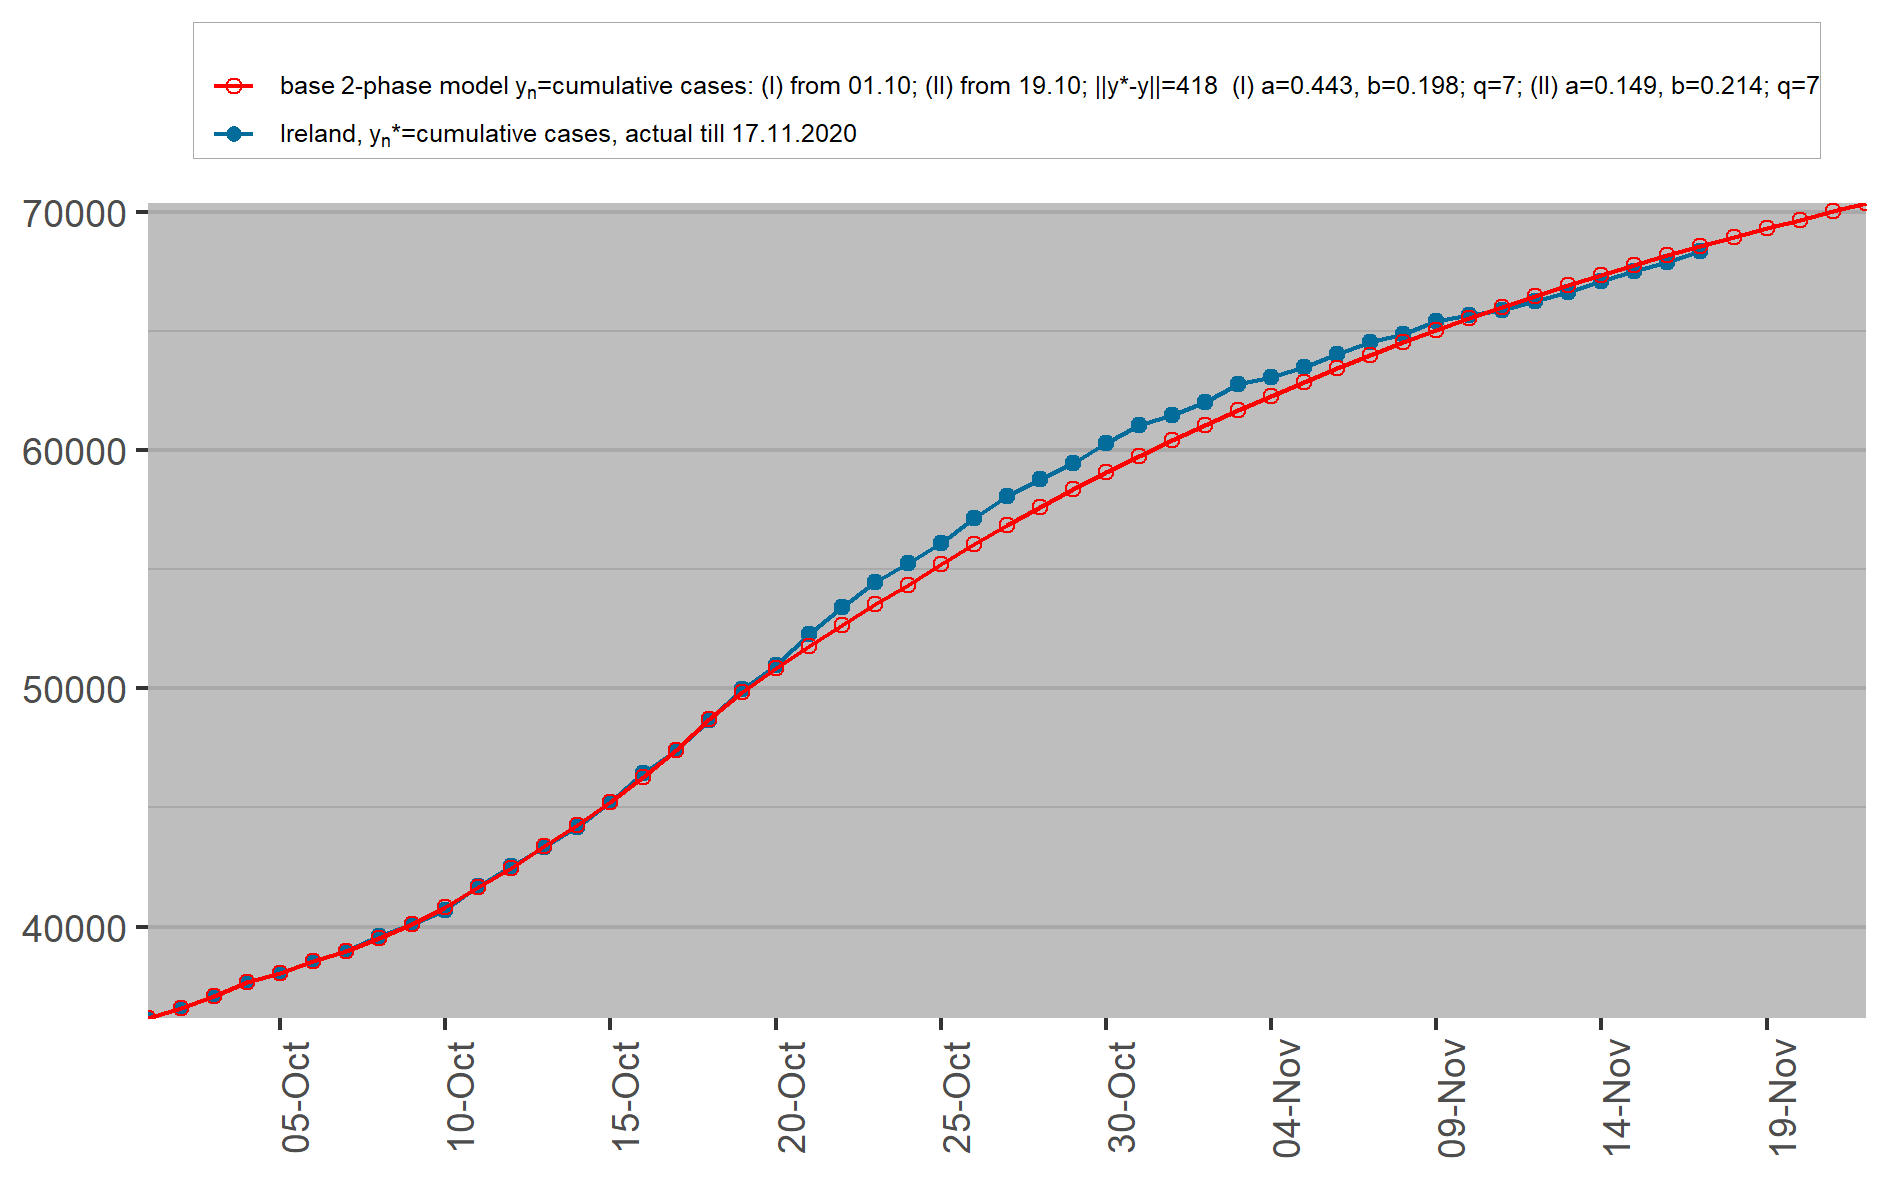 base 2-phase model yn=cumulative cases: (I) from 01.10; (II) from 19.10; ||y*-y||=418  (I) a=0.443, b=0.198; q=7; (II) a=0.149, b=0.214; q=7
Ireland, yn*=cumulative cases, actual till 17.11.2020
70000
60000
50000
40000
05-Oct
10-Oct
15-Oct
20-Oct
25-Oct
30-Oct
04-Nov
09-Nov
14-Nov
19-Nov